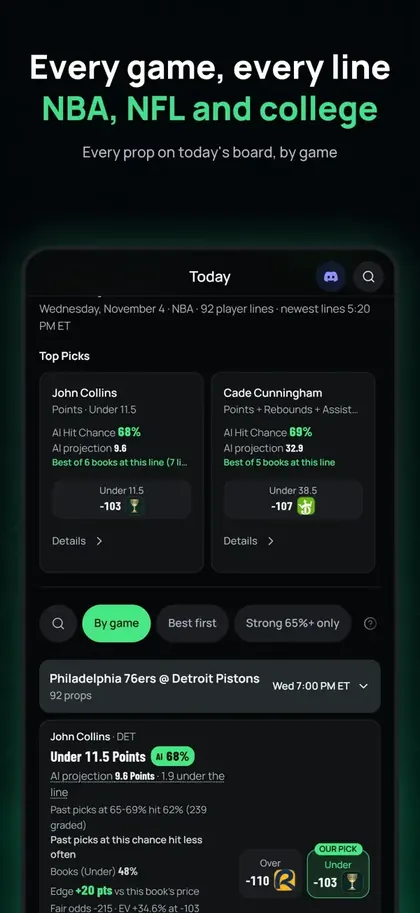 Every game, every line
NBA, NFL and college
Every prop on today's board, by game
Today
Wednesday, November 4 · NBA · 92 player lines · newest lines 5:20
PM ET
Top Picks
John Collins
Points · Under 11.5
AI Hit Chance 68%
AI projection 9.6
Best of 6 books at this line (7 li...
Under 11.5
-103
Details
Cade Cunningham
Points + Rebounds + Assist...
AI Hit Chance 69%
AI projection 32.9
Best of 5 books at this line
Under 38.5
-107
Details
By game
Best first
Strong 65%+ only
Philadelphia 76ers @ Detroit Pistons
92 props
Wed 7:00 PM ET
John Collins · DET
Under 11.5 Points AI 68%
AI projection 9.6 Points · 1.9 under the
line
Past picks at 65-69% hit 62% (239
graded)
Past picks at this chance hit less
often
Books (Under) 48%
Edge +20 pts vs this book's price
Fair odds -215 · EV +34.6% at -103
Over
-110
OUR PICK
Under
-103